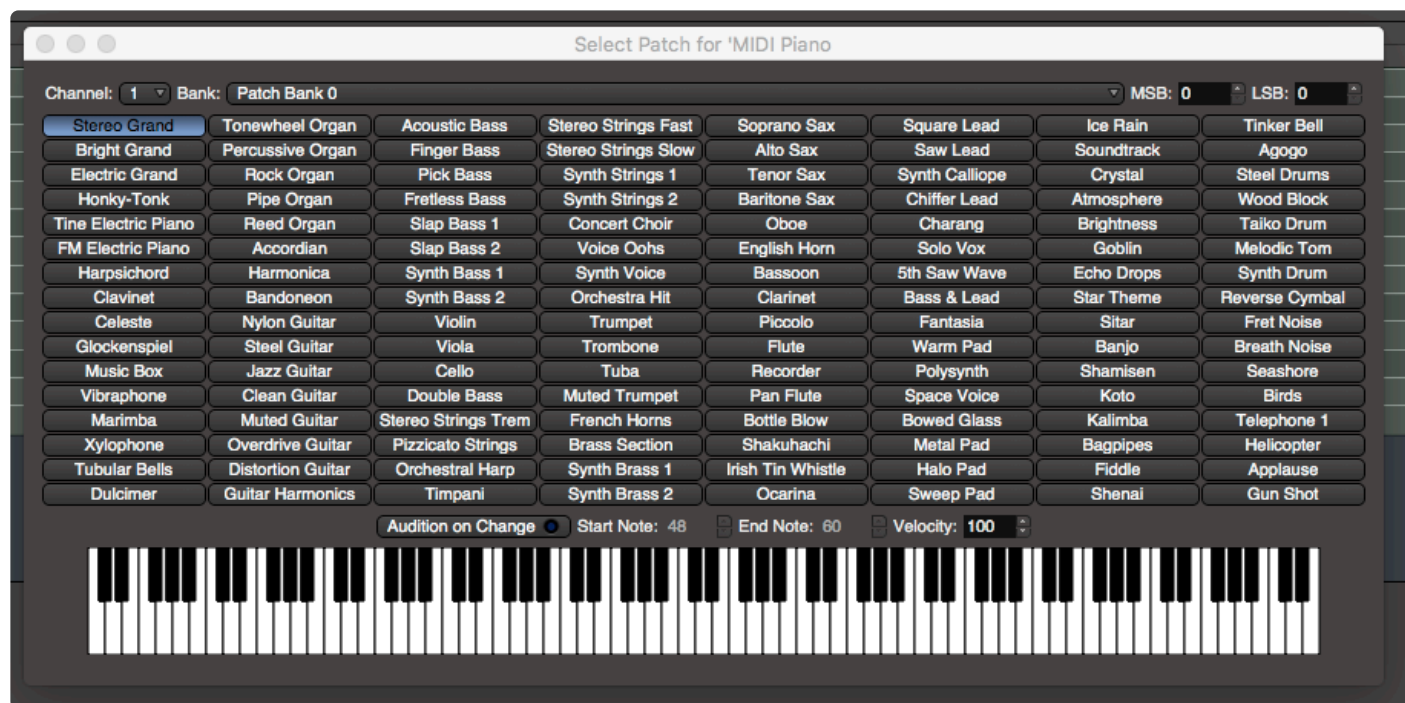 Select Patch for 'MIDI Piano
Channel: 1 Bank: Patch Bank 0 MSB: 0 LSB: 0
Stereo Grand Tonewheel Organ Acoustic Bass Stereo Strings Fast Soprano Sax Square Lead Ice Rain Tinker Bell
Bright Grand Percussive Organ Finger Bass Stereo Strings Slow Alto Sax Saw Lead Soundtrack Agogo
Electric Grand Rock Organ Pick Bass Synth Strings 1 Tenor Sax Synth Calliope Crystal Steel Drums
Honky-Tonk Pipe Organ Fretless Bass Synth Strings 2 Baritone Sax Chiffer Lead Atmosphere Wood Block
Tine Electric Piano Reed Organ Slap Bass 1 Concert Choir Oboe Charang Brightness Taiko Drum
FM Electric Piano Accordian Slap Bass 2 Voice Oohs English Horn Solo Vox Goblin Melodic Tom
Harpsichord Harmonica Synth Bass 1 Synth Voice Bassoon 5th Saw Wave Echo Drops Synth Drum
Clavinet Bandoneon Synth Bass 2 Orchestra Hit Clarinet Bass & Lead Star Theme Reverse Cymbal
Celeste Nylon Guitar Violin Trumpet Piccolo Fantasia Sitar Fret Noise
Glockenspiel Steel Guitar Viola Trombone Flute Warm Pad Banjo Breath Noise
Music Box Jazz Guitar Cello Tuba Recorder Polysynth Shamisen Seashore
Vibraphone Clean Guitar Double Bass Muted Trumpet Pan Flute Space Voice Koto Birds
Marimba Muted Guitar Stereo Strings Trem French Horns Bottle Blow Bowed Glass Kalimba Telephone 1
Xylophone Overdrive Guitar Pizzicato Strings Brass Section Shakuhachi Metal Pad Bagpipes Helicopter
Tubular Bells Distortion Guitar Orchestral Harp Synth Brass 1 Irish Tin Whistle Halo Pad Fiddle Applause
Dulcimer Guitar Harmonics Timpani Synth Brass 2 Ocarina Sweep Pad Shenai Gun Shot
Audition on Change Start Note: 48 End Note: 60 Velocity: 100